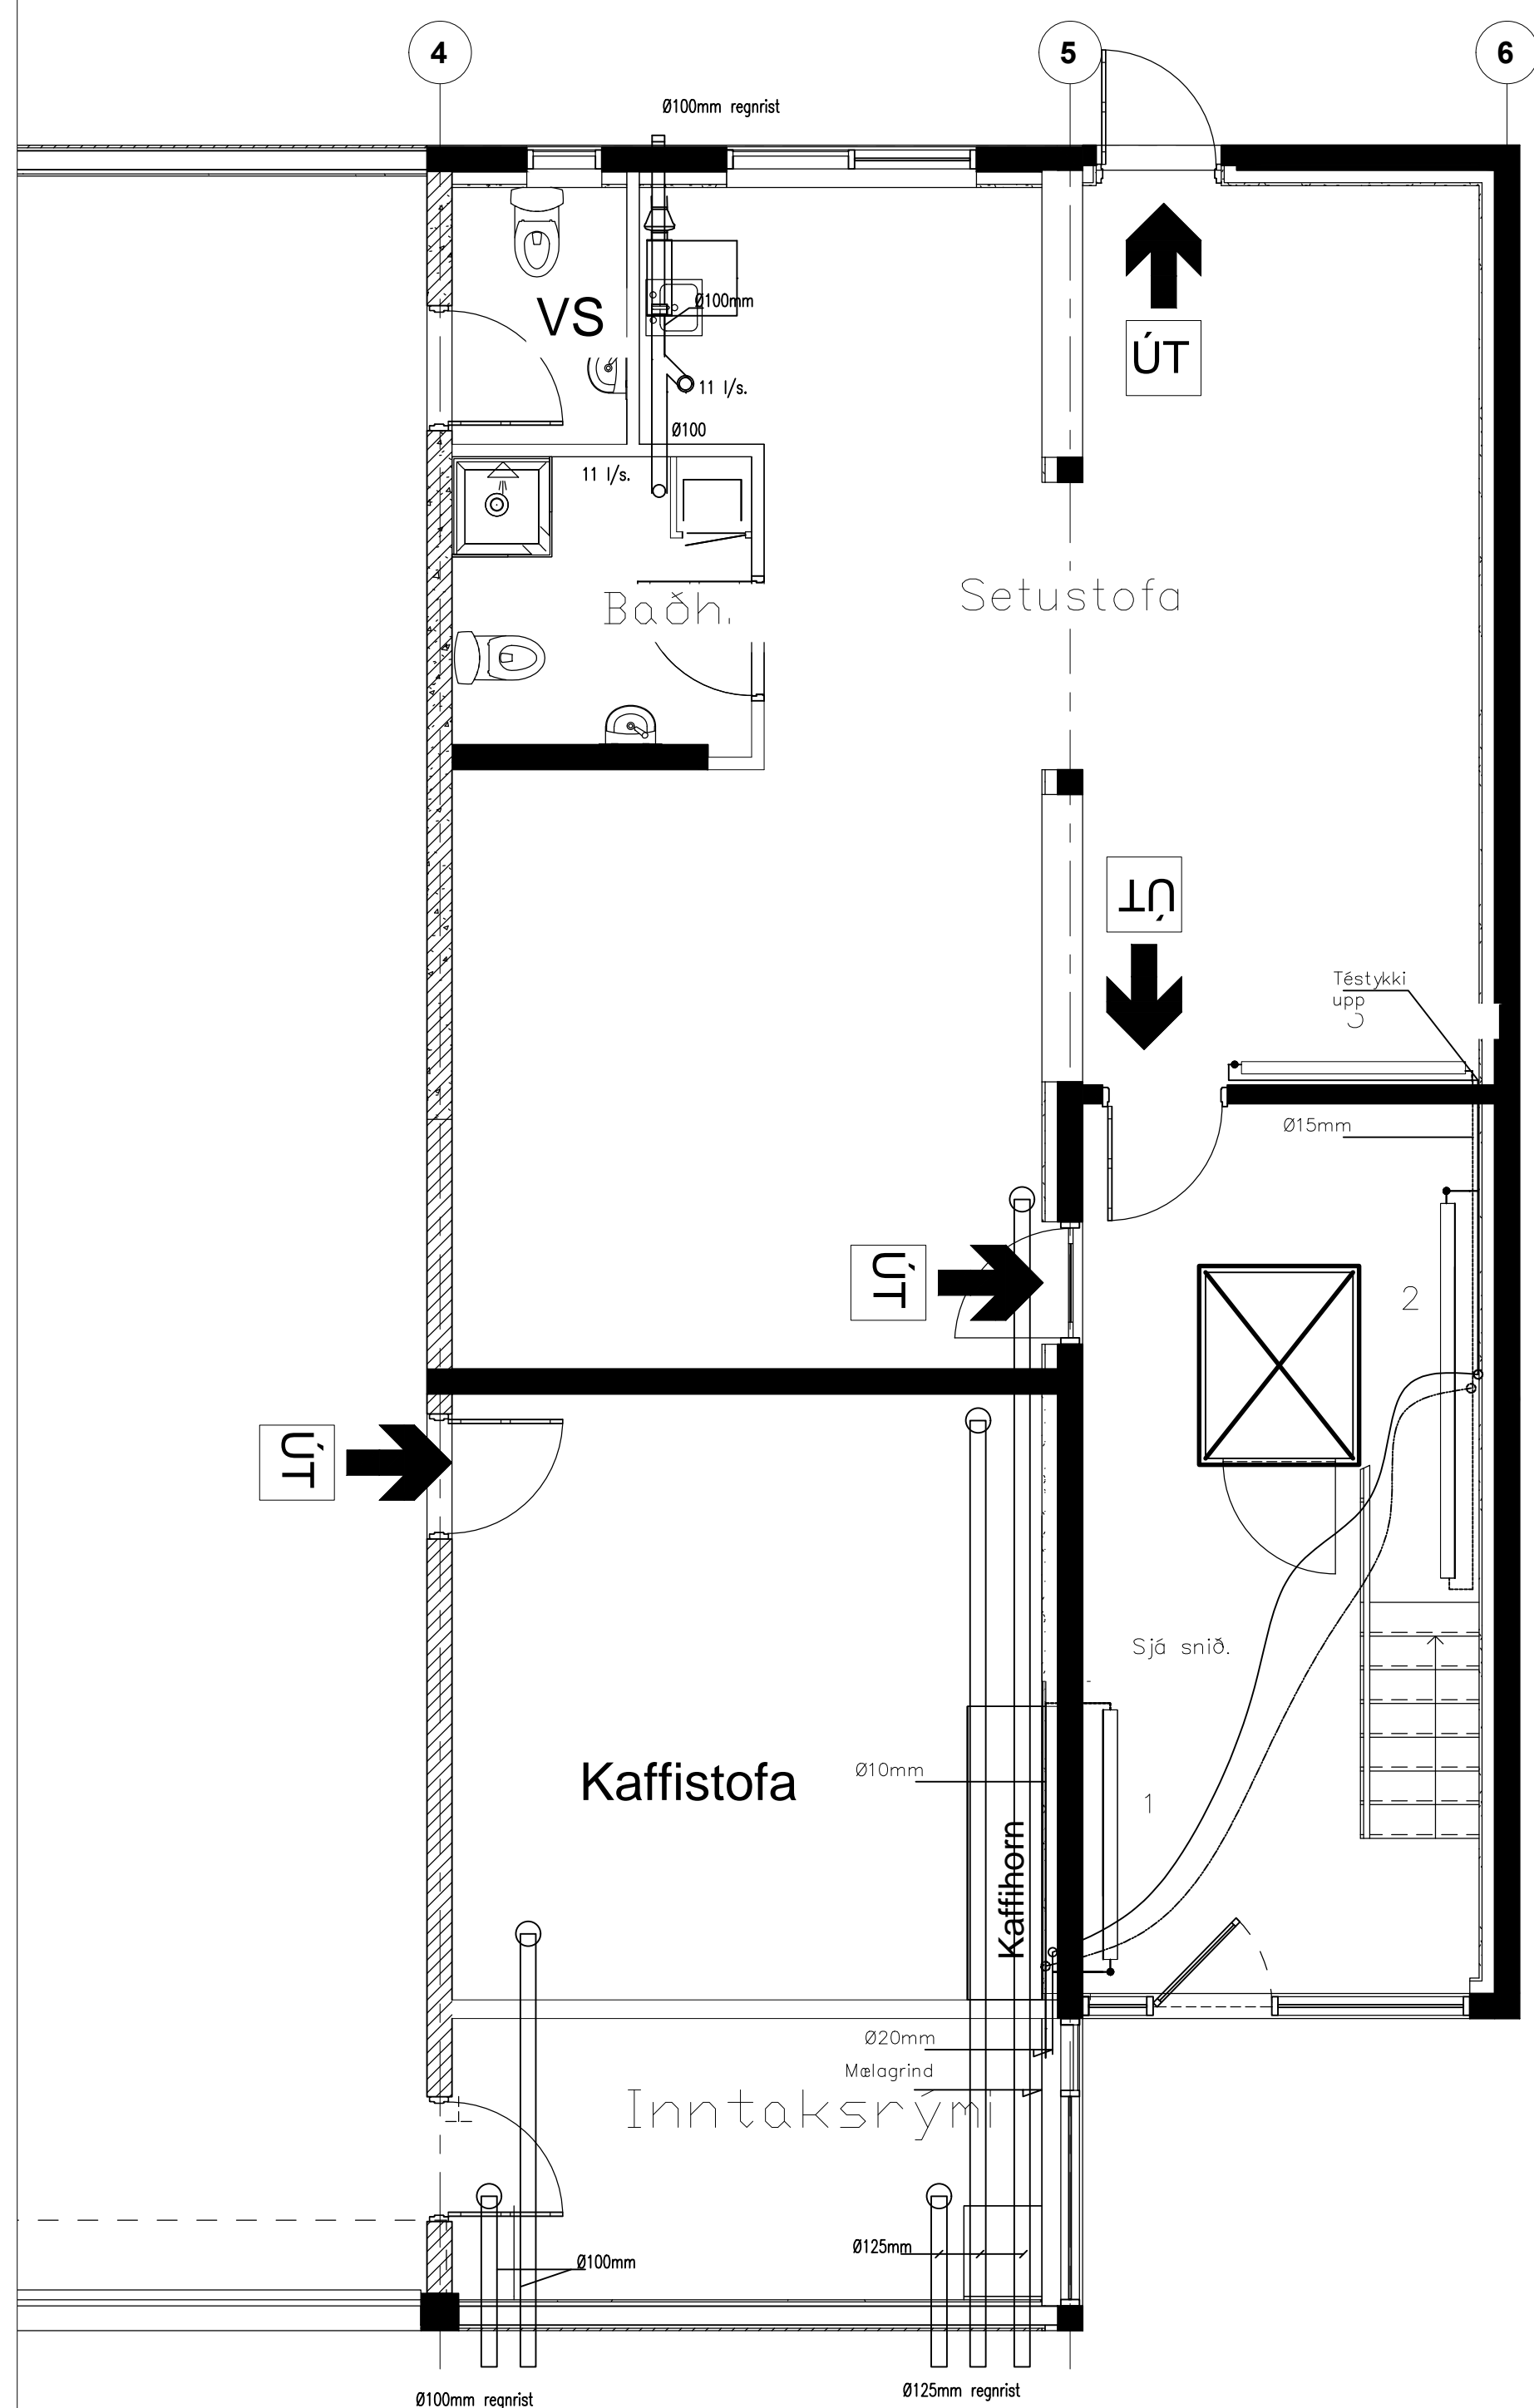 4
5
6
Ø100mm regnrist
VS
Ø100mm
ÚT
11 l/s.
Ø100
11 l/s.
Baðh.
Setustofa
ÚT
Téstykki
upp
Ø15mm
ÚT
2
ÚT
Sjá snið.
Kaffistofa
Ø10mm
1
Kaffihorn
Ø20mm
Mælagrind
Inntaksrými
Ø125mm
Ø100mm
Ø125mm regnrist
Ø100mm regnrist